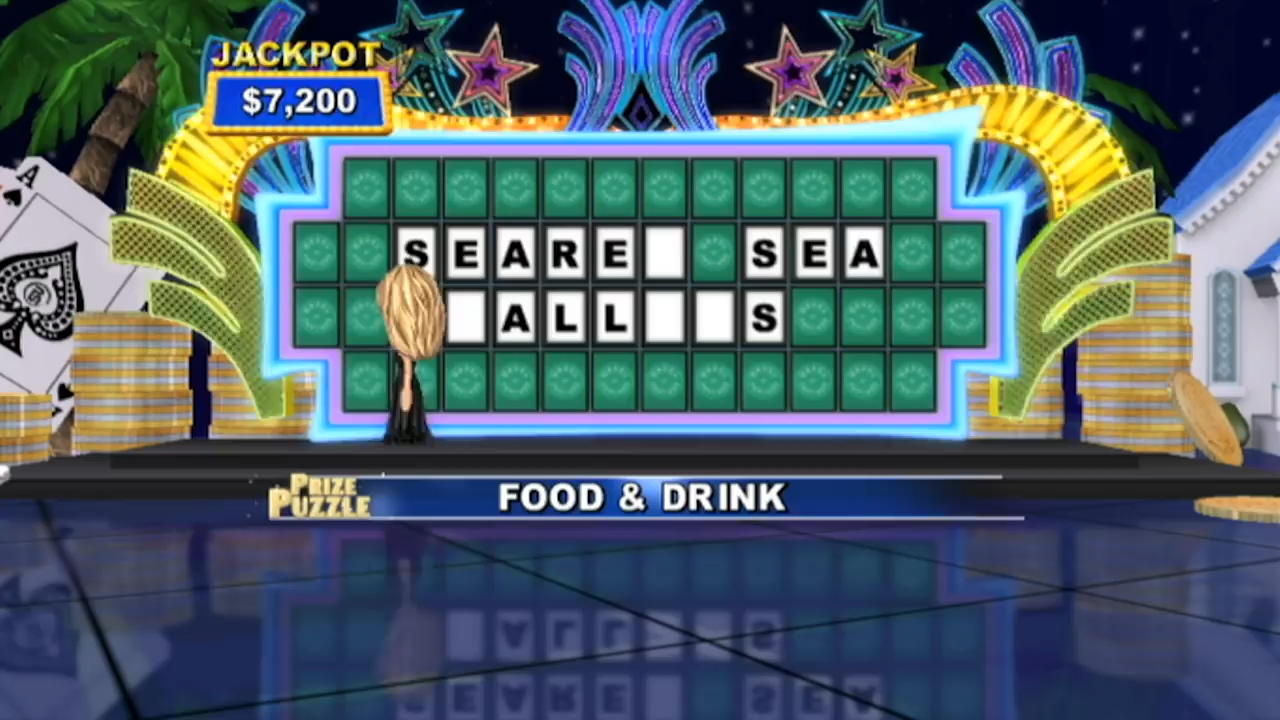 JACKPOT
$7,200
SEARE SEA
ALL S
PRIZE
PUZZLE
FOOD & DRINK
A